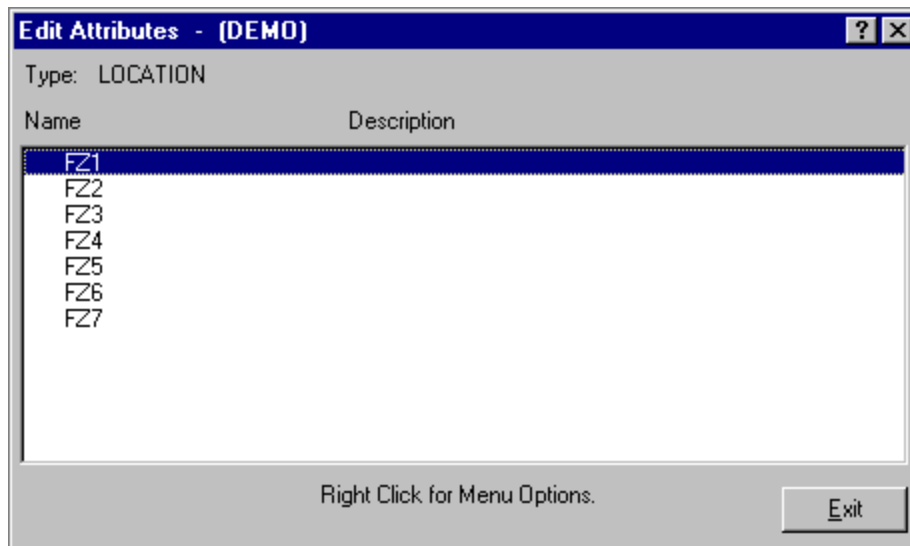 Edit Attributes - (DEMO)
Type: LOCATION
Name Description
FZ1
FZ2
FZ3
FZ4
FZ5
FZ6
FZ7
Right Click for Menu Options.
Exit